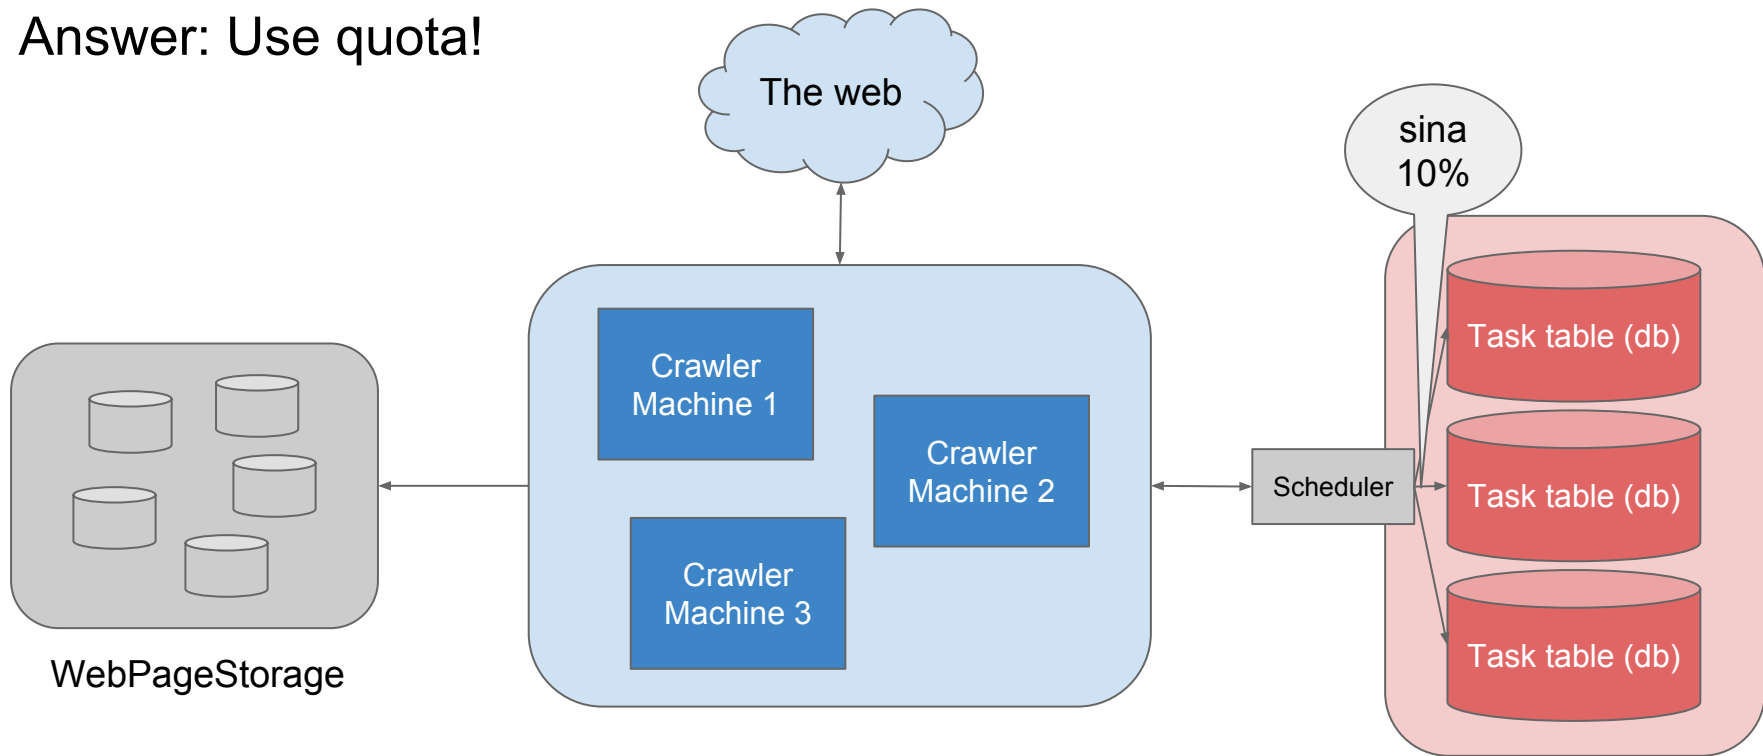 Answer: Use quota!
The web
sina
10%
Crawler
Machine 1
Crawler
Machine 2
Crawler
Machine 3
Scheduler
Task table (db)
Task table (db)
Task table (db)
WebPageStorage